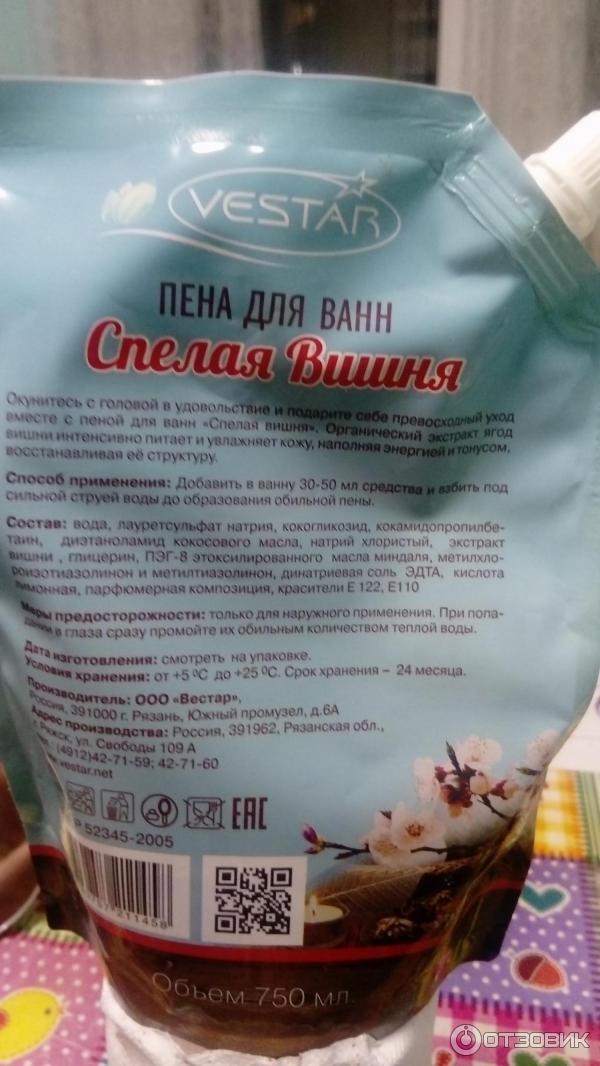 VESTAR
ПЕНА ДЛЯ ВАНН
Спелая Вишня
Окунитесь с головой в удовольствие и подарите себе превосходный уход
вместе с пеной для ванн «Спелая вишня». Органический экстракт ягод
вишни интенсивно питает и увлажняет кожу, наполняя энергией и тонусом,
восстанавливая её структуру.
Способ применения: Добавить в ванну 30-50 мл средства и взбить под
сильной струей воды до образования обильной пены.
Состав: вода, лауретсульфат натрия, кокогликозид, кокамидопропилбе-
таин, диэтаноламид кокосового масла, натрий хлористый, экстракт
вишни , глицерин, ПЭГ-8 этоксилированного масла миндаля, метилхло-
роизотиазолинон и метилтиазолинон, динатриевая соль ЭДТА, кислота
лимонная, парфюмерная композиция, красители Е 122, Е110
Меры предосторожности: только для наружного применения. При попа-
дании в глаза сразу промойте их обильным количеством теплой воды.
Дата изготовления: смотреть на упаковке.
Условия хранения: от +5 ⁰С до +25 ⁰С. Срок хранения – 24 месяца.
Производитель: ООО «Вестар»,
Россия, 391000 г. Рязань, Южный промузел, д.6А
Адрес производства: Россия, 391962, Рязанская обл.,
г. Ряжск, ул. Свободы 109 А
(4912)42-71-59; 42-71-60
vestar.net
EAC
Р 52345-2005
211458
Объем 750 мл.
ОТЗОВИК